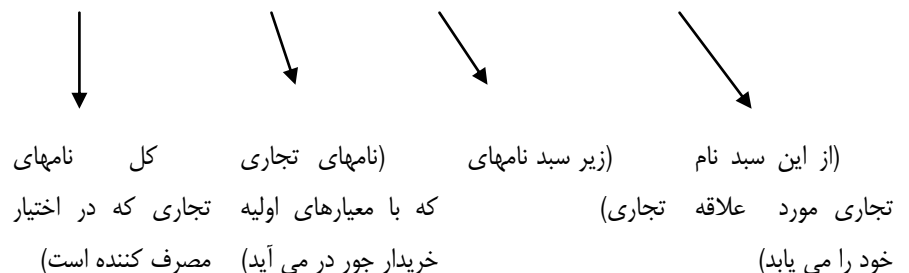 (از این سبد نام (زیر سبد نامهای (نامهای تجاری کل نامهای
تجاری مورد علاقه تجاری) که با معیارهای اولیه تجاری که در اختیار
خود را می یابد) خریدار جور در می آید) مصرف کننده است)